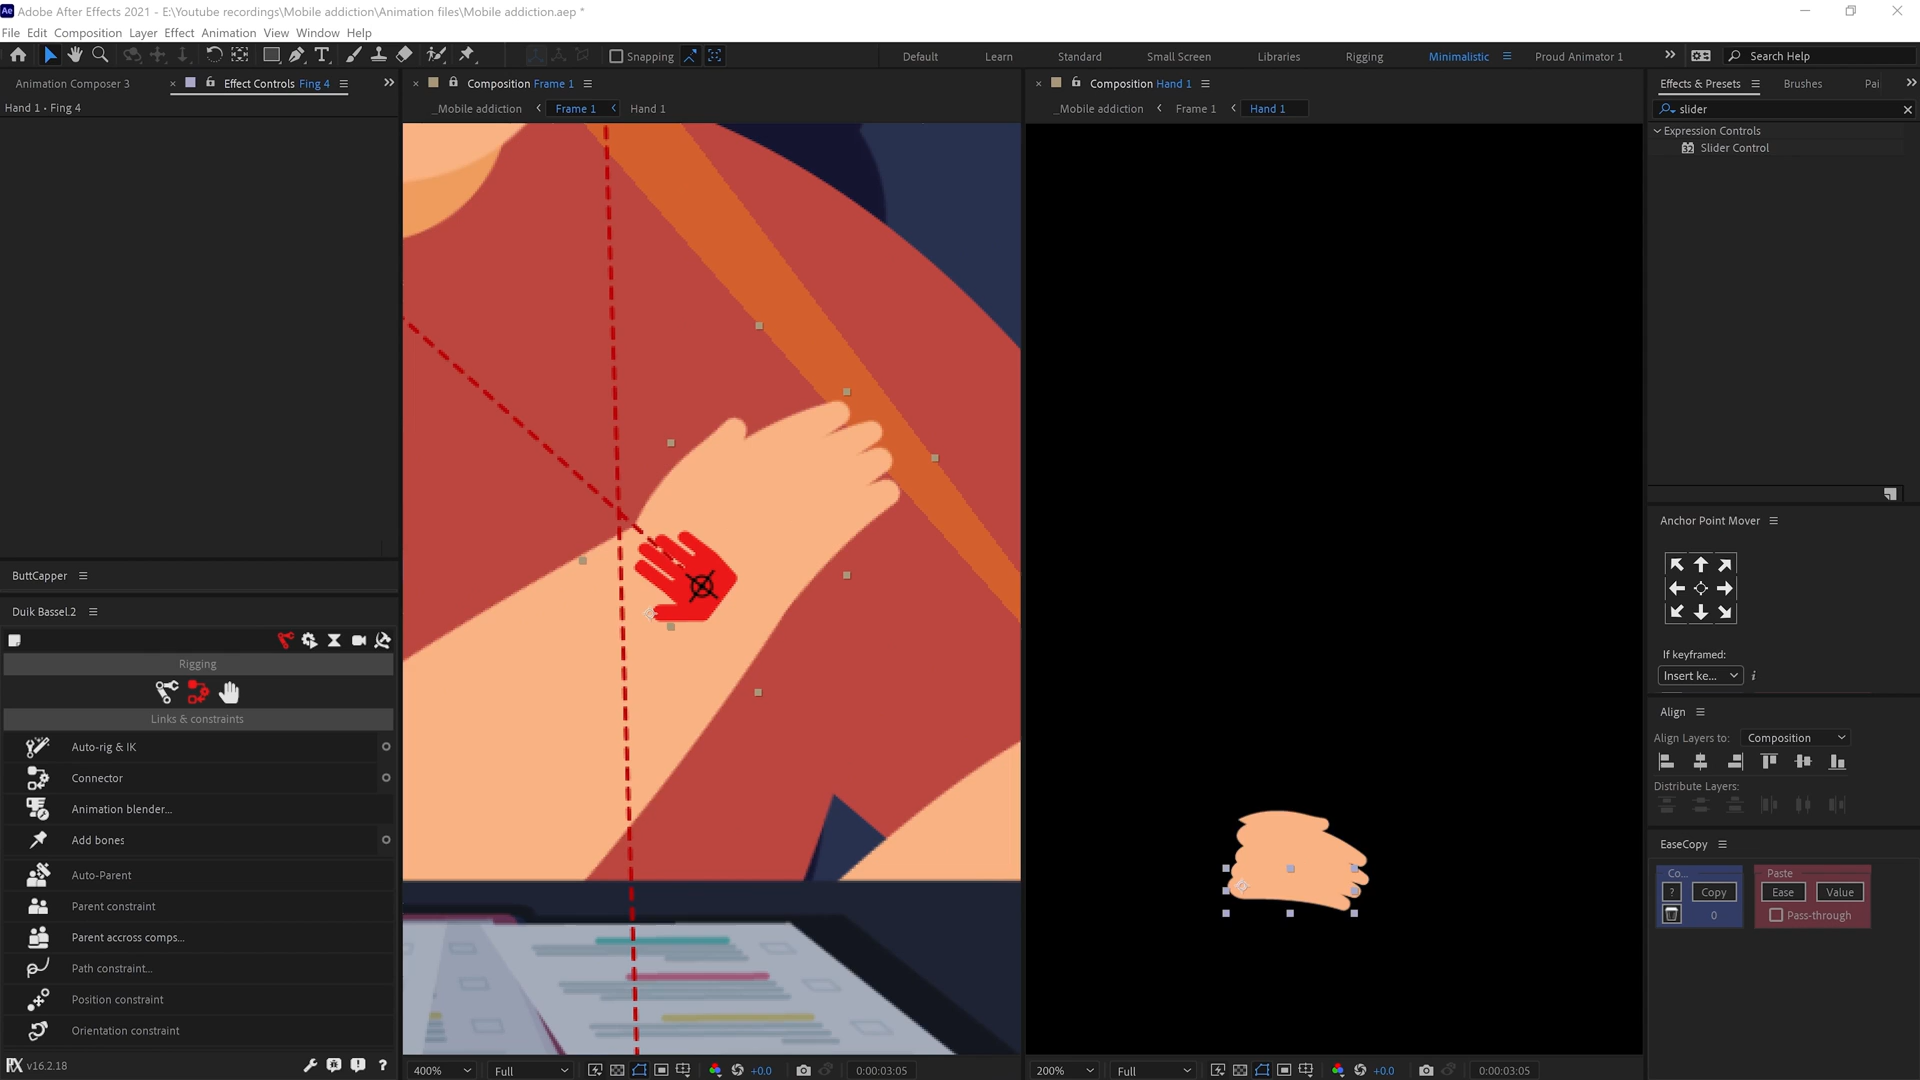 Adobe After Effects 2021 - E:\Youtube recordings\Mobile addiction\Animation files\Mobile addiction.aep *
File Edit Composition Layer Effect Animation View Window Help
Snapping
Default Learn Standard Small Screen Libraries Rigging Minimalistic Proud Animator 1 Search Help
Animation Composer 3
Effect Controls Fing 4
Hand 1 • Fing 4
Composition Frame 1
_Mobile addiction Frame 1 Hand 1
Composition Hand 1
_Mobile addiction Frame 1 Hand 1
Effects & Presets Brushes Pai
slider
Expression Controls
32 Slider Control
Anchor Point Mover
If keyframed:
Insert ke... i
Align
Align Layers to: Composition
Distribute Layers:
EaseCopy
Co... Paste
? Copy Ease Value
0 Pass-through
ButtCapper
Duik Bassel.2
Rigging
Links & constraints
Auto-rig & IK
Connector
Animation blender...
Add bones
Auto-Parent
Parent constraint
Parent accross comps...
Path constraint...
Position constraint
Orientation constraint
v16.2.18 ?
400% Full +0.0 0:00:03:05
200% Full +0.0 0:00:03:05